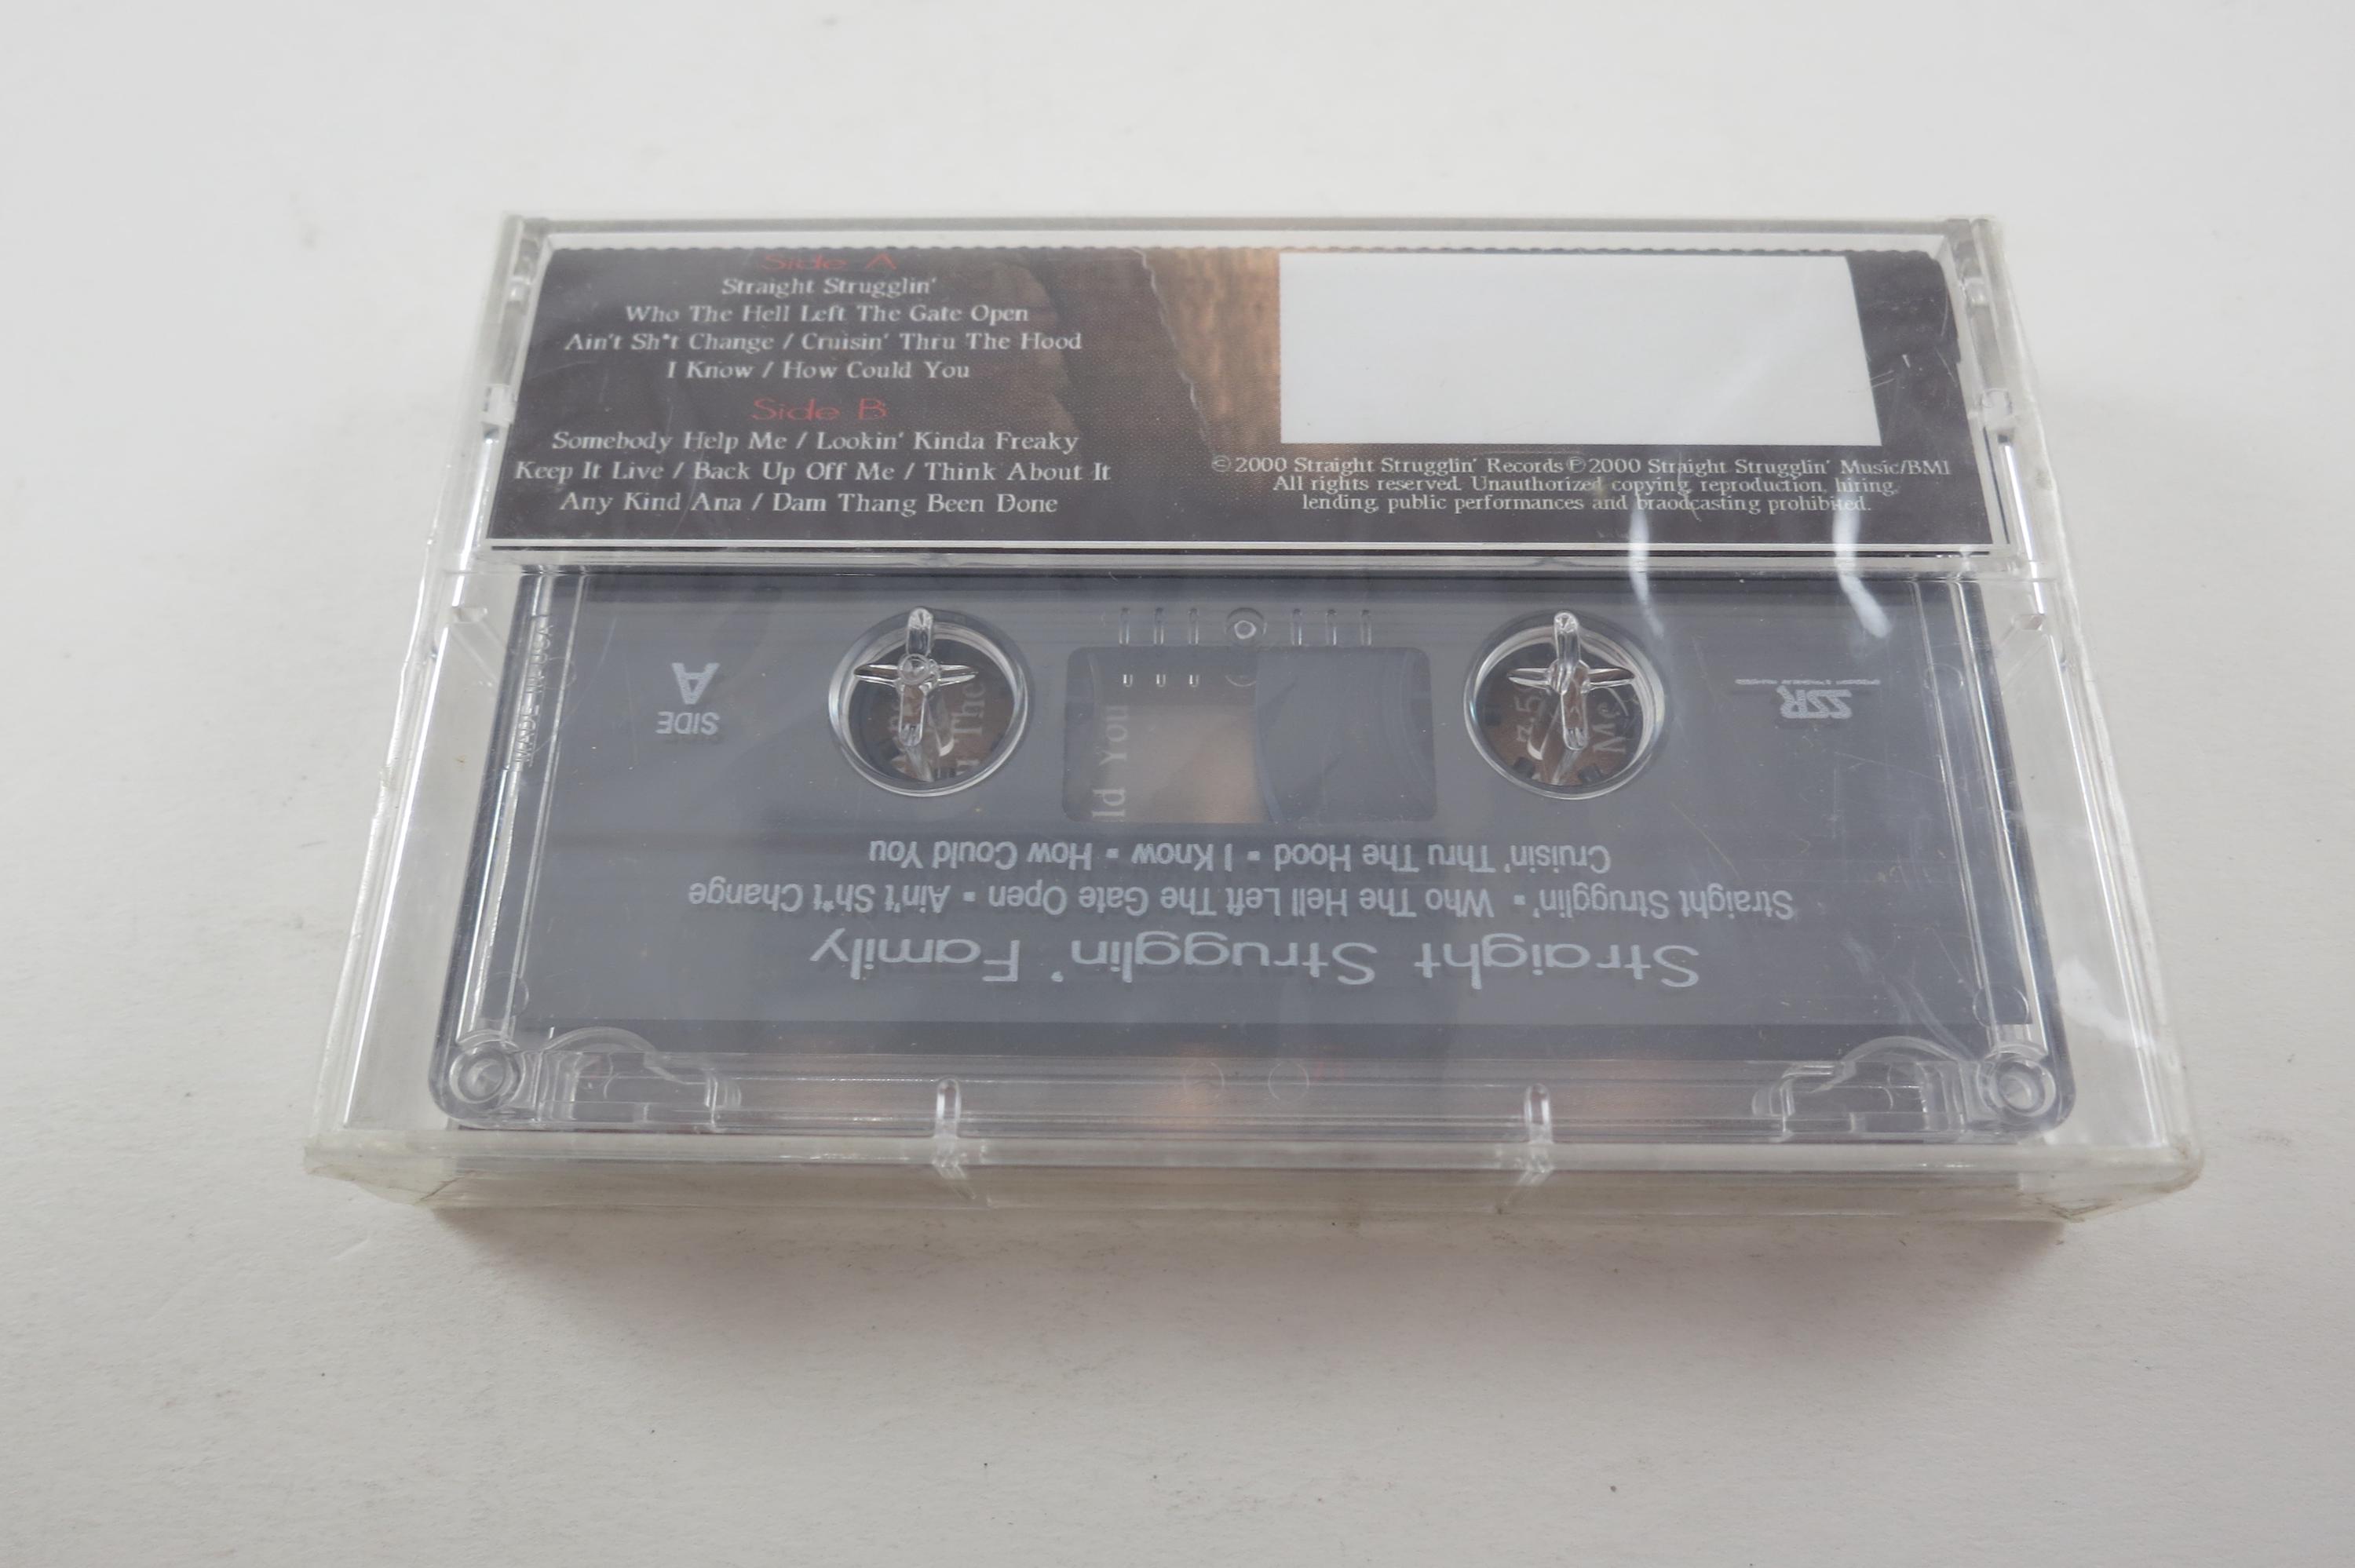 Side A
Straight Strugglin'
Who The Hell Left The Gate Open
Ain't Sh*t Change / Cruisin' Thru The Hood
I Know / How Could You
Side B
Somebody Help Me / Lookin' Kinda Freaky
Keep It Live / Back Up Off Me / Think About It
Any Kind Ana / Dam Thang Been Done
©2000 Straight Strugglin' Records ℗2000 Straight Strugglin' Music/BMI
All rights reserved. Unauthorized copying, reproduction, hiring,
lending, public performances and braodcasting prohibited.
Straight Strugglin' Family
Straight Strugglin' ▪ Who The Hell Left The Gate Open ▪ Ain't Sh*t Change
Cruisin' Thru The Hood ▪ I Know ▪ How Could You
SIDE
A
SSR
ld You
The
Me